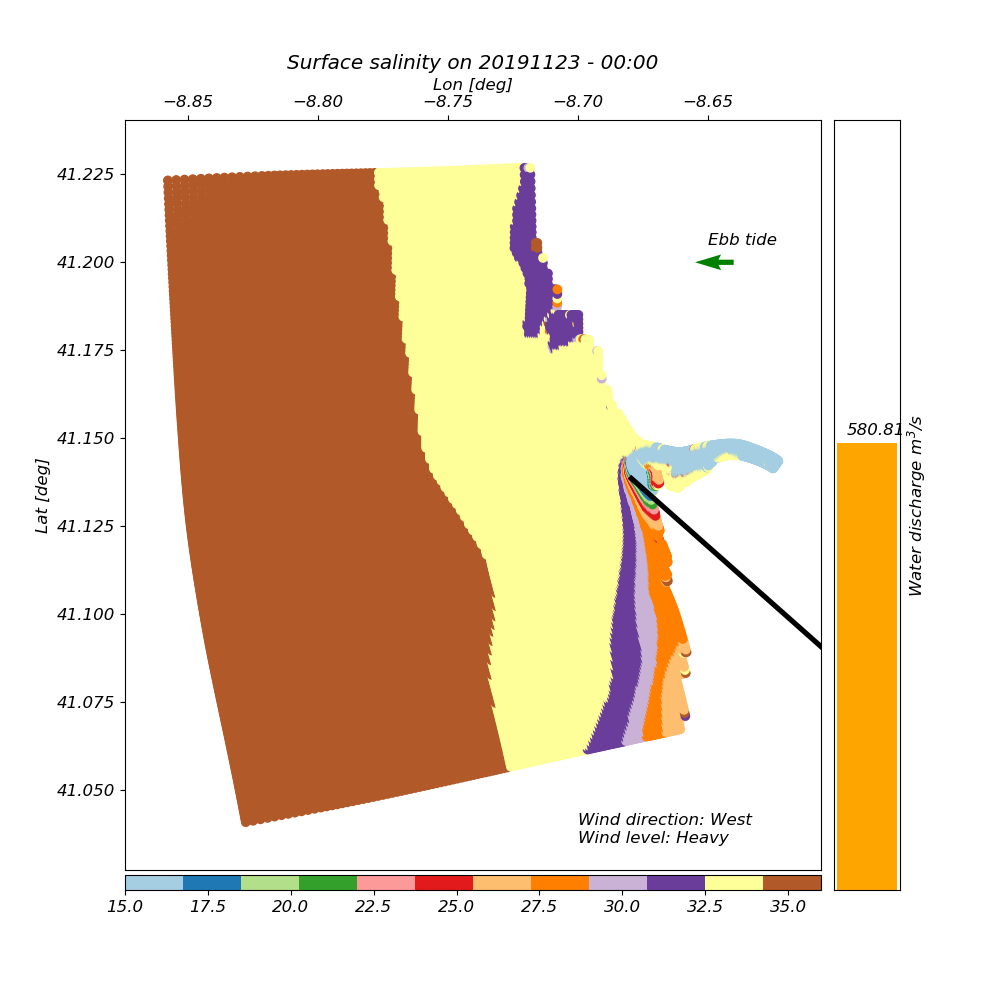 Surface salinity on 20191123 - 00:00
Lon [deg]
−8.85 −8.80 −8.75 −8.70 −8.65
41.225
41.200
41.175
41.150
41.125
41.100
41.075
41.050
Lat [deg]
Ebb tide
580.81
Water discharge m³/s
Wind direction: West
Wind level: Heavy
15.0 17.5 20.0 22.5 25.0 27.5 30.0 32.5 35.0